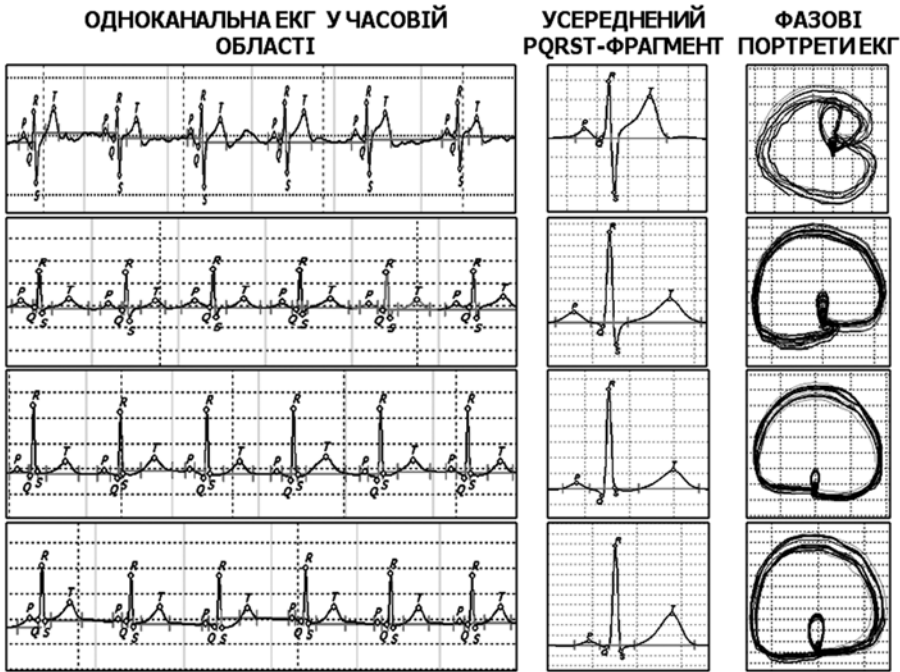 ОДНОКАНАЛЬНА ЕКГ У ЧАСОВІЙ
ОБЛАСТІ
УСЕРЕДНЕНИЙ
PQRST-ФРАГМЕНТ
ФАЗОВІ
ПОРТРЕТИ ЕКГ
P Q R S T P Q R S T P Q R S T P Q R S T P Q R S T P Q R S T
P Q R S T
P Q R S T P Q R S T P Q R S T P Q R S T P Q R S T P Q R S T
P Q R S T
P Q R S T P Q R S T P Q R S T P Q R S T P Q R S T P Q R S T
P Q R T
P Q R S T P Q R S T P Q R S T P Q R S T P Q R S T P Q R S T
P Q R S T